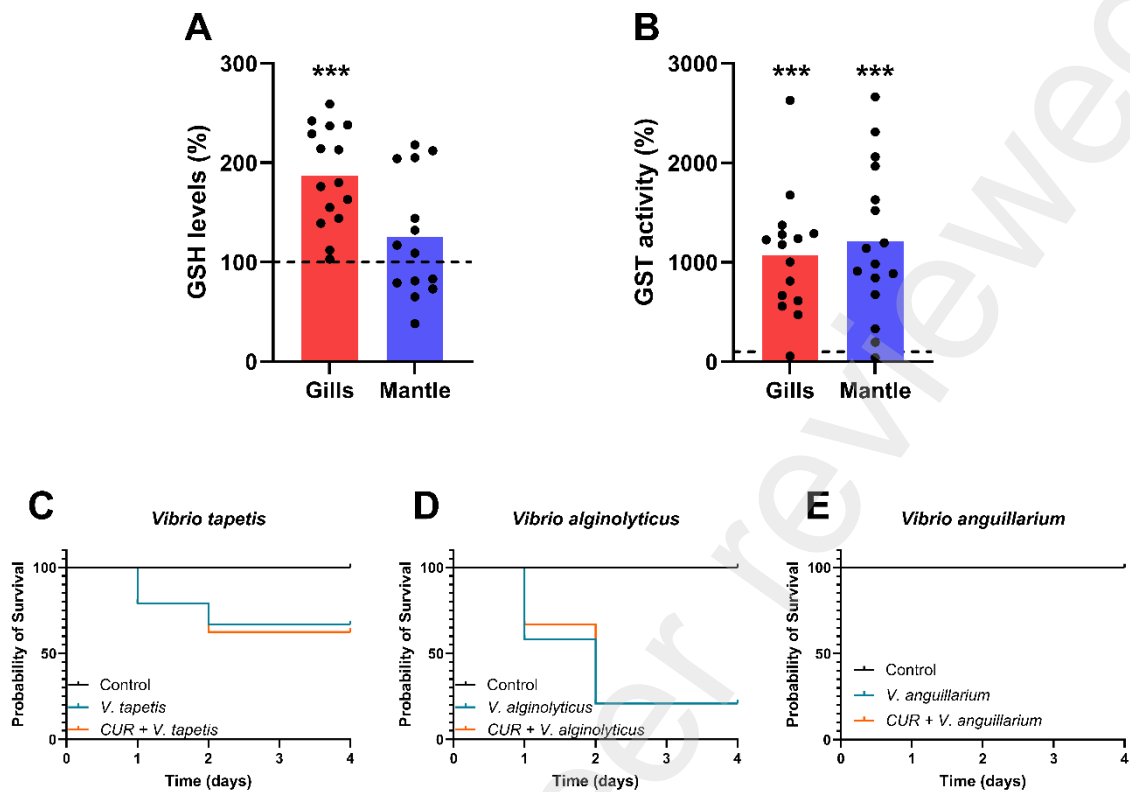 A
B
300
200
100
0
GSH levels (%)
***
Gills
Mantle
3000
2000
1000
0
GST activity (%)
***
***
Gills
Mantle
C
Vibrio tapetis
100
50
0
Probability of Survival
Control
V. tapetis
CUR + V. tapetis
0 1 2 3 4
Time (days)
D
Vibrio alginolyticus
100
50
0
Probability of Survival
Control
V. alginolyticus
CUR + V. alginolyticus
0 1 2 3 4
Time (days)
E
Vibrio anguillarium
100
50
0
Probability of Survival
Control
V. anguillarium
CUR + V. anguillarium
0 1 2 3 4
Time (days)
er reviewed